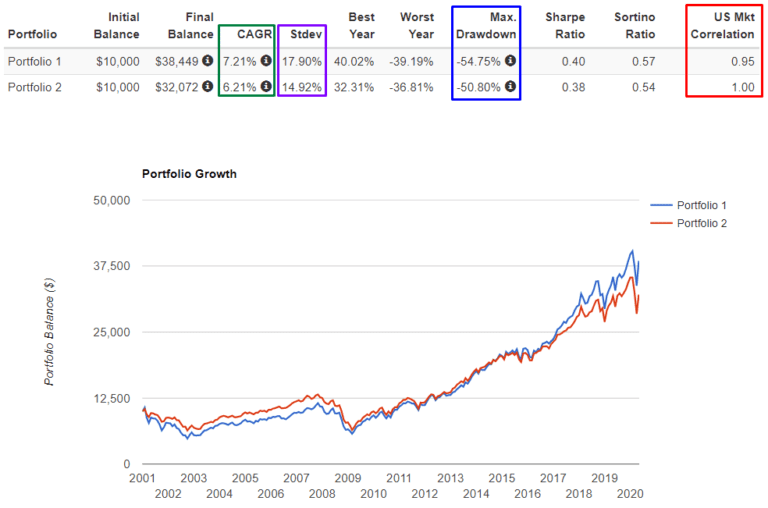 Portfolio Initial Balance Final Balance CAGR Stdev Best Year Worst Year Max. Drawdown Sharpe Ratio Sortino Ratio US Mkt Correlation
Portfolio 1 $10,000 $38,449 7.21% 17.90% 40.02% -39.19% -54.75% 0.40 0.57 0.95
Portfolio 2 $10,000 $32,072 6.21% 14.92% 32.31% -36.81% -50.80% 0.38 0.54 1.00
Portfolio Growth
Portfolio 1
Portfolio 2
Portfolio Balance ($)
50,000
37,500
25,000
12,500
0
2001 2003 2005 2007 2009 2011 2013 2015 2017 2019
2002 2004 2006 2008 2010 2012 2014 2016 2018 2020